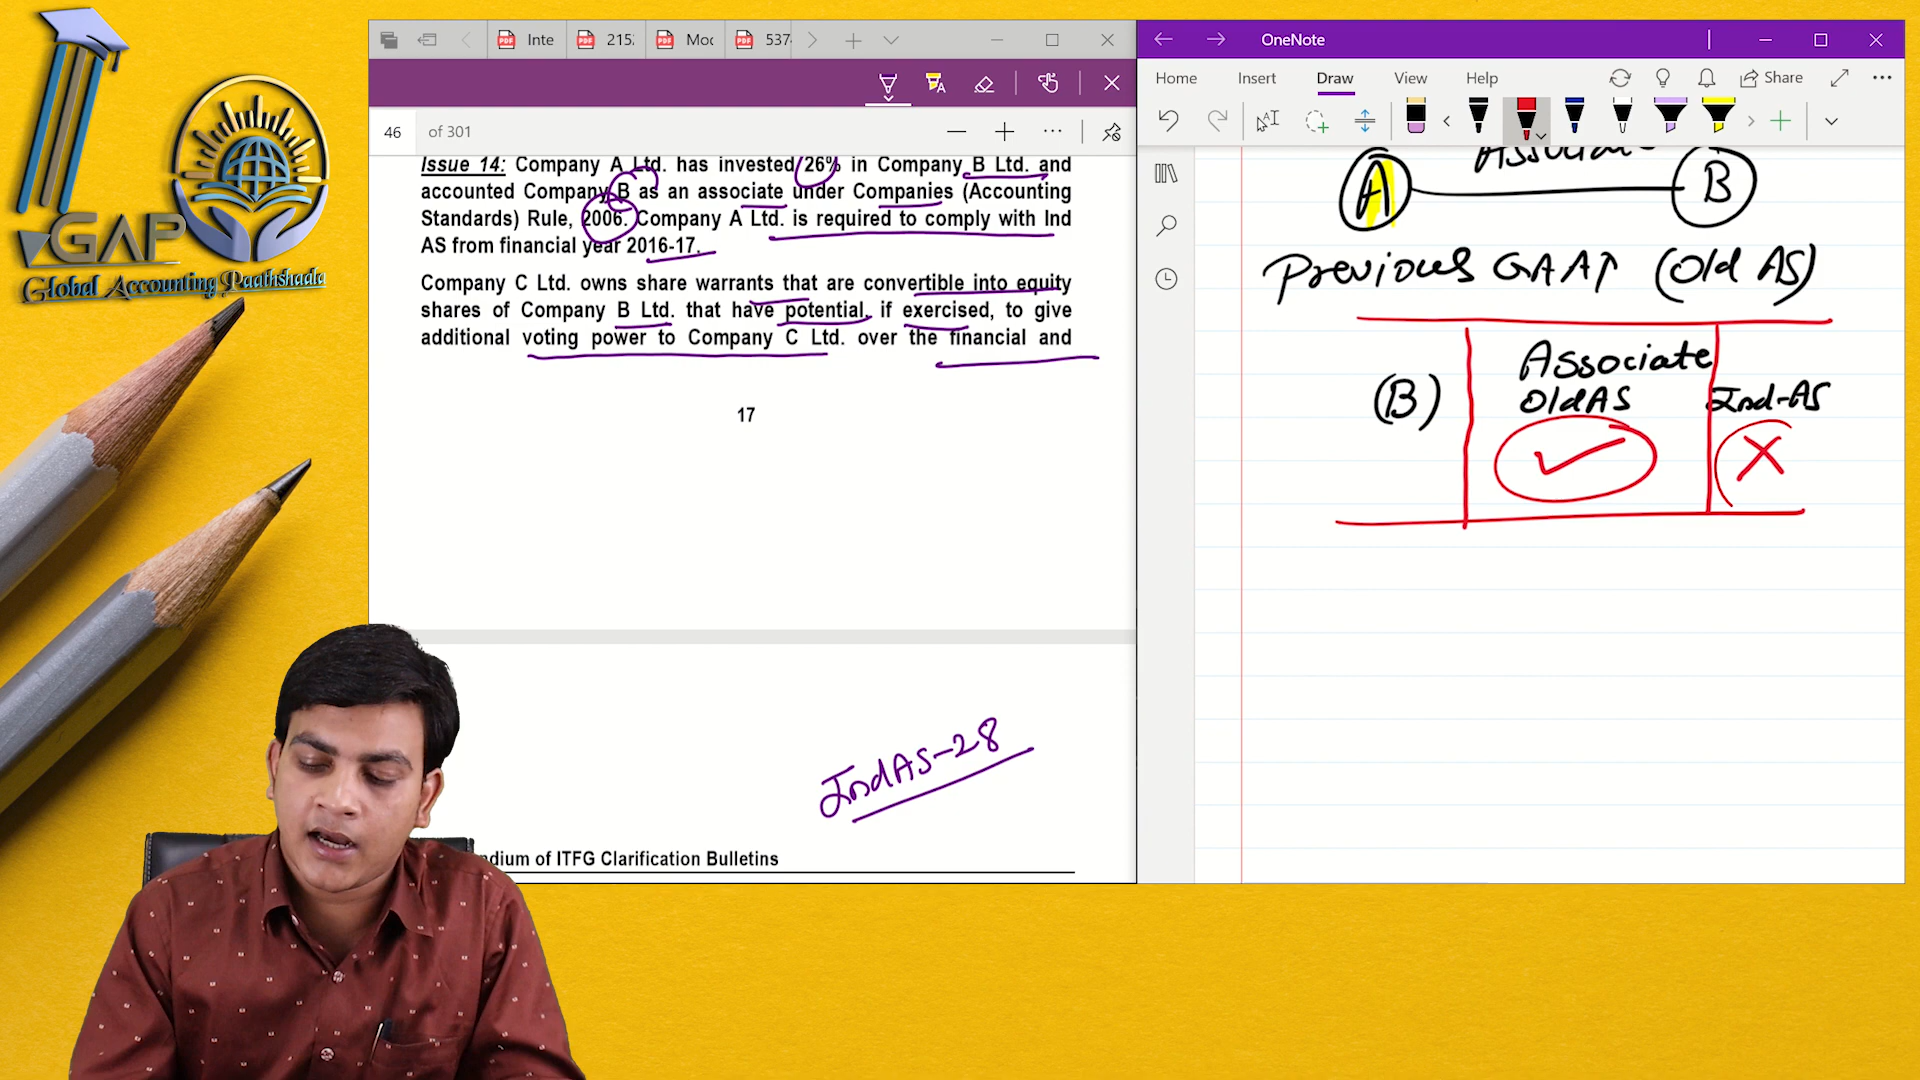 GAP
Global Accounting Paathshaala
Inte
215
Moc
537
46 of 301
Issue 14: Company A Ltd. has invested 26% in Company B Ltd. and
accounted Company B as an associate under Companies (Accounting
Standards) Rule, 2006. Company A Ltd. is required to comply with Ind
AS from financial year 2016-17.
Company C Ltd. owns share warrants that are convertible into equity
shares of Company B Ltd. that have potential, if exercised, to give
additional voting power to Company C Ltd. over the financial and
17
IndAS-28
ndium of ITFG Clarification Bulletins
OneNote
Home Insert Draw View Help Share
Associate
A B
Previous GAAP (Old AS)
Associate
(B) Old AS Ind-AS